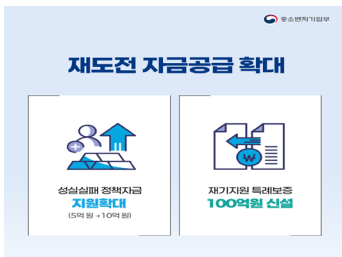 중소벤처기업부
재도전 자금공급 확대
성실실패 정책자금
지원확대
(5억 원→10억 원)
재기지원 특례보증
100억원 신설